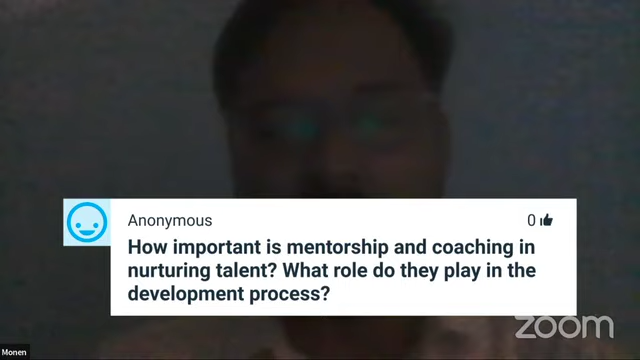 Anonymous
0
How important is mentorship and coaching in
nurturing talent? What role do they play in the
development process?
zoom
Monen